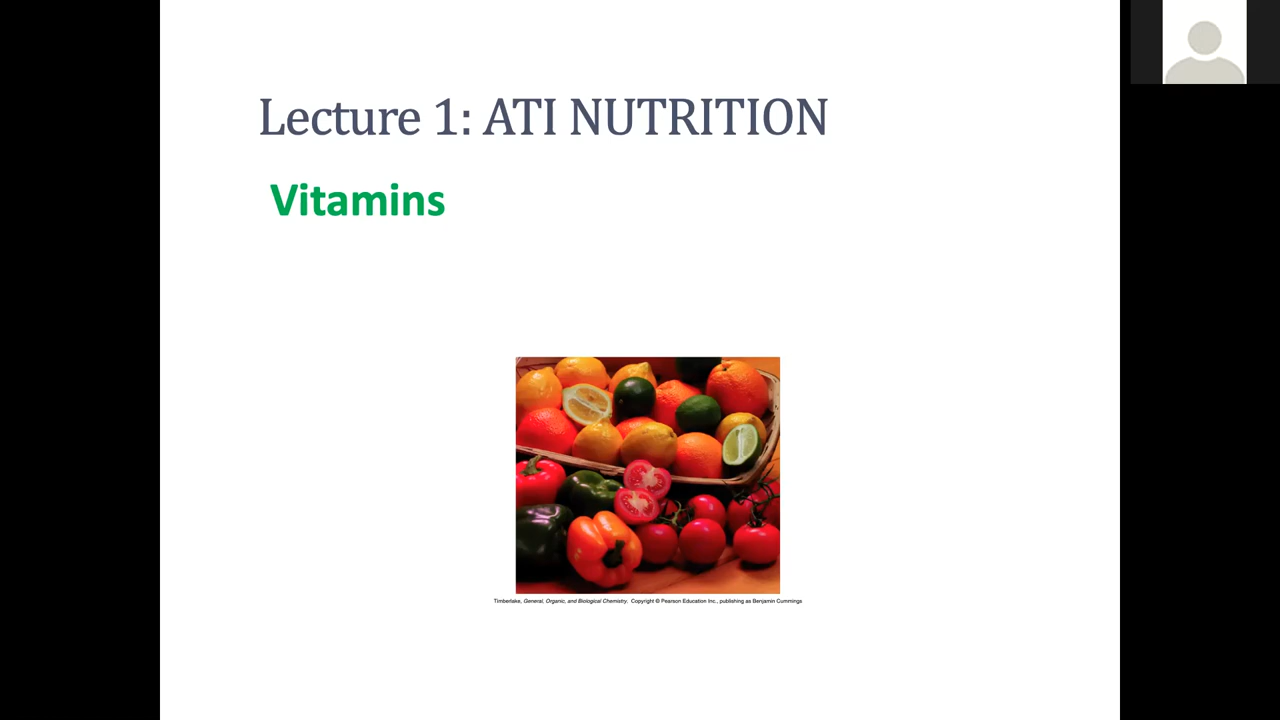 Lecture 1: ATI NUTRITION
Vitamins
Timberlake, General, Organic, and Biological Chemistry. Copyright © Pearson Education Inc., publishing as Benjamin Cummings